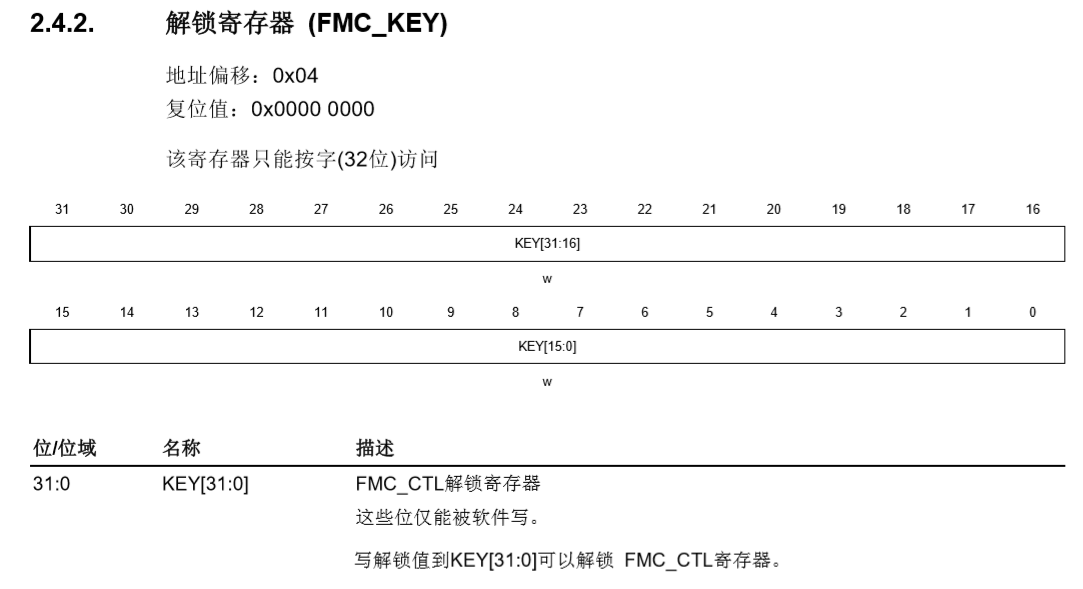 2.4.2. 解锁寄存器 (FMC_KEY)
地址偏移：0x04
复位值：0x0000 0000
该寄存器只能按字(32位)访问
31 30 29 28 27 26 25 24 23 22 21 20 19 18 17 16
KEY[31:16]
w
15 14 13 12 11 10 9 8 7 6 5 4 3 2 1 0
KEY[15:0]
w
位/位域 名称 描述
31:0 KEY[31:0] FMC_CTL解锁寄存器
这些位仅能被软件写。
写解锁值到KEY[31:0]可以解锁 FMC_CTL寄存器。